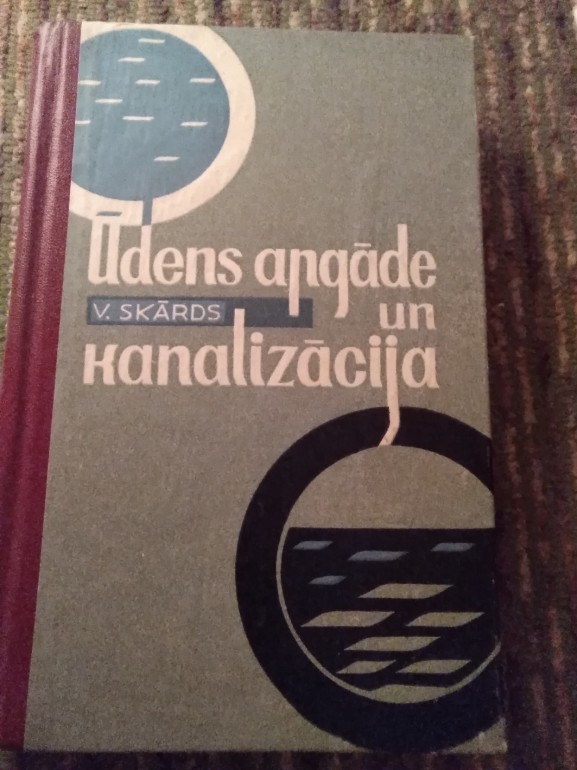 Ūdens apgāde
V. SKĀRDS
un
kanalizācija